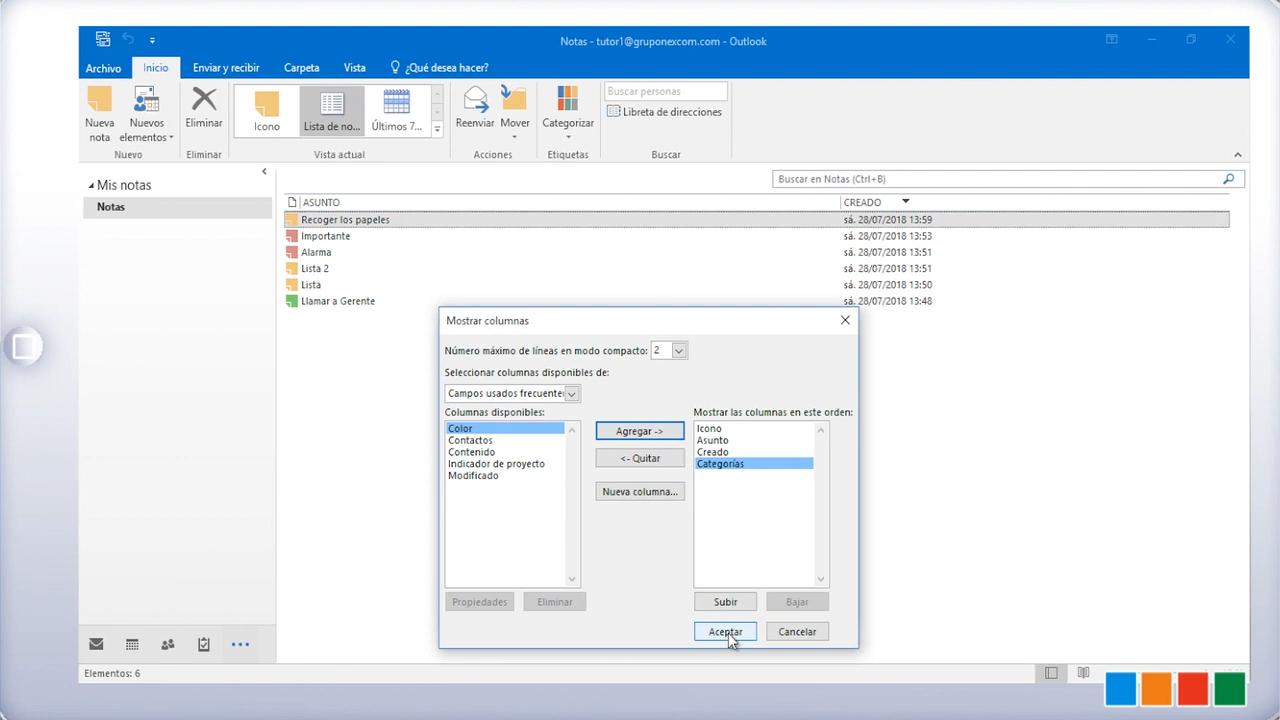 Notas - tutor1@gruponexcom.com - Outlook
Archivo Inicio Enviar y recibir Carpeta Vista ¿Qué desea hacer?
Nueva nota
Nuevos elementos
Eliminar
Icono
Lista de no...
Últimos 7...
Reenviar
Mover
Categorizar
Buscar personas
Libreta de direcciones
Nuevo Eliminar Vista actual Acciones Etiquetas Buscar
Mis notas
Notas
Buscar en Notas (Ctrl+B)
ASUNTO CREADO
Recoger los papeles sá. 28/07/2018 13:59
Importante sá. 28/07/2018 13:53
Alarma sá. 28/07/2018 13:51
Lista 2 sá. 28/07/2018 13:51
Lista sá. 28/07/2018 13:50
Llamar a Gerente sá. 28/07/2018 13:48
Mostrar columnas
Número máximo de líneas en modo compacto: 2
Seleccionar columnas disponibles de:
Campos usados frecuente
Columnas disponibles:
Color
Contactos
Contenido
Indicador de proyecto
Modificado
Agregar ->
<- Quitar
Nueva columna...
Mostrar las columnas en este orden:
Icono
Asunto
Creado
Categorías
Propiedades Eliminar Subir Bajar
Aceptar Cancelar
Elementos: 6